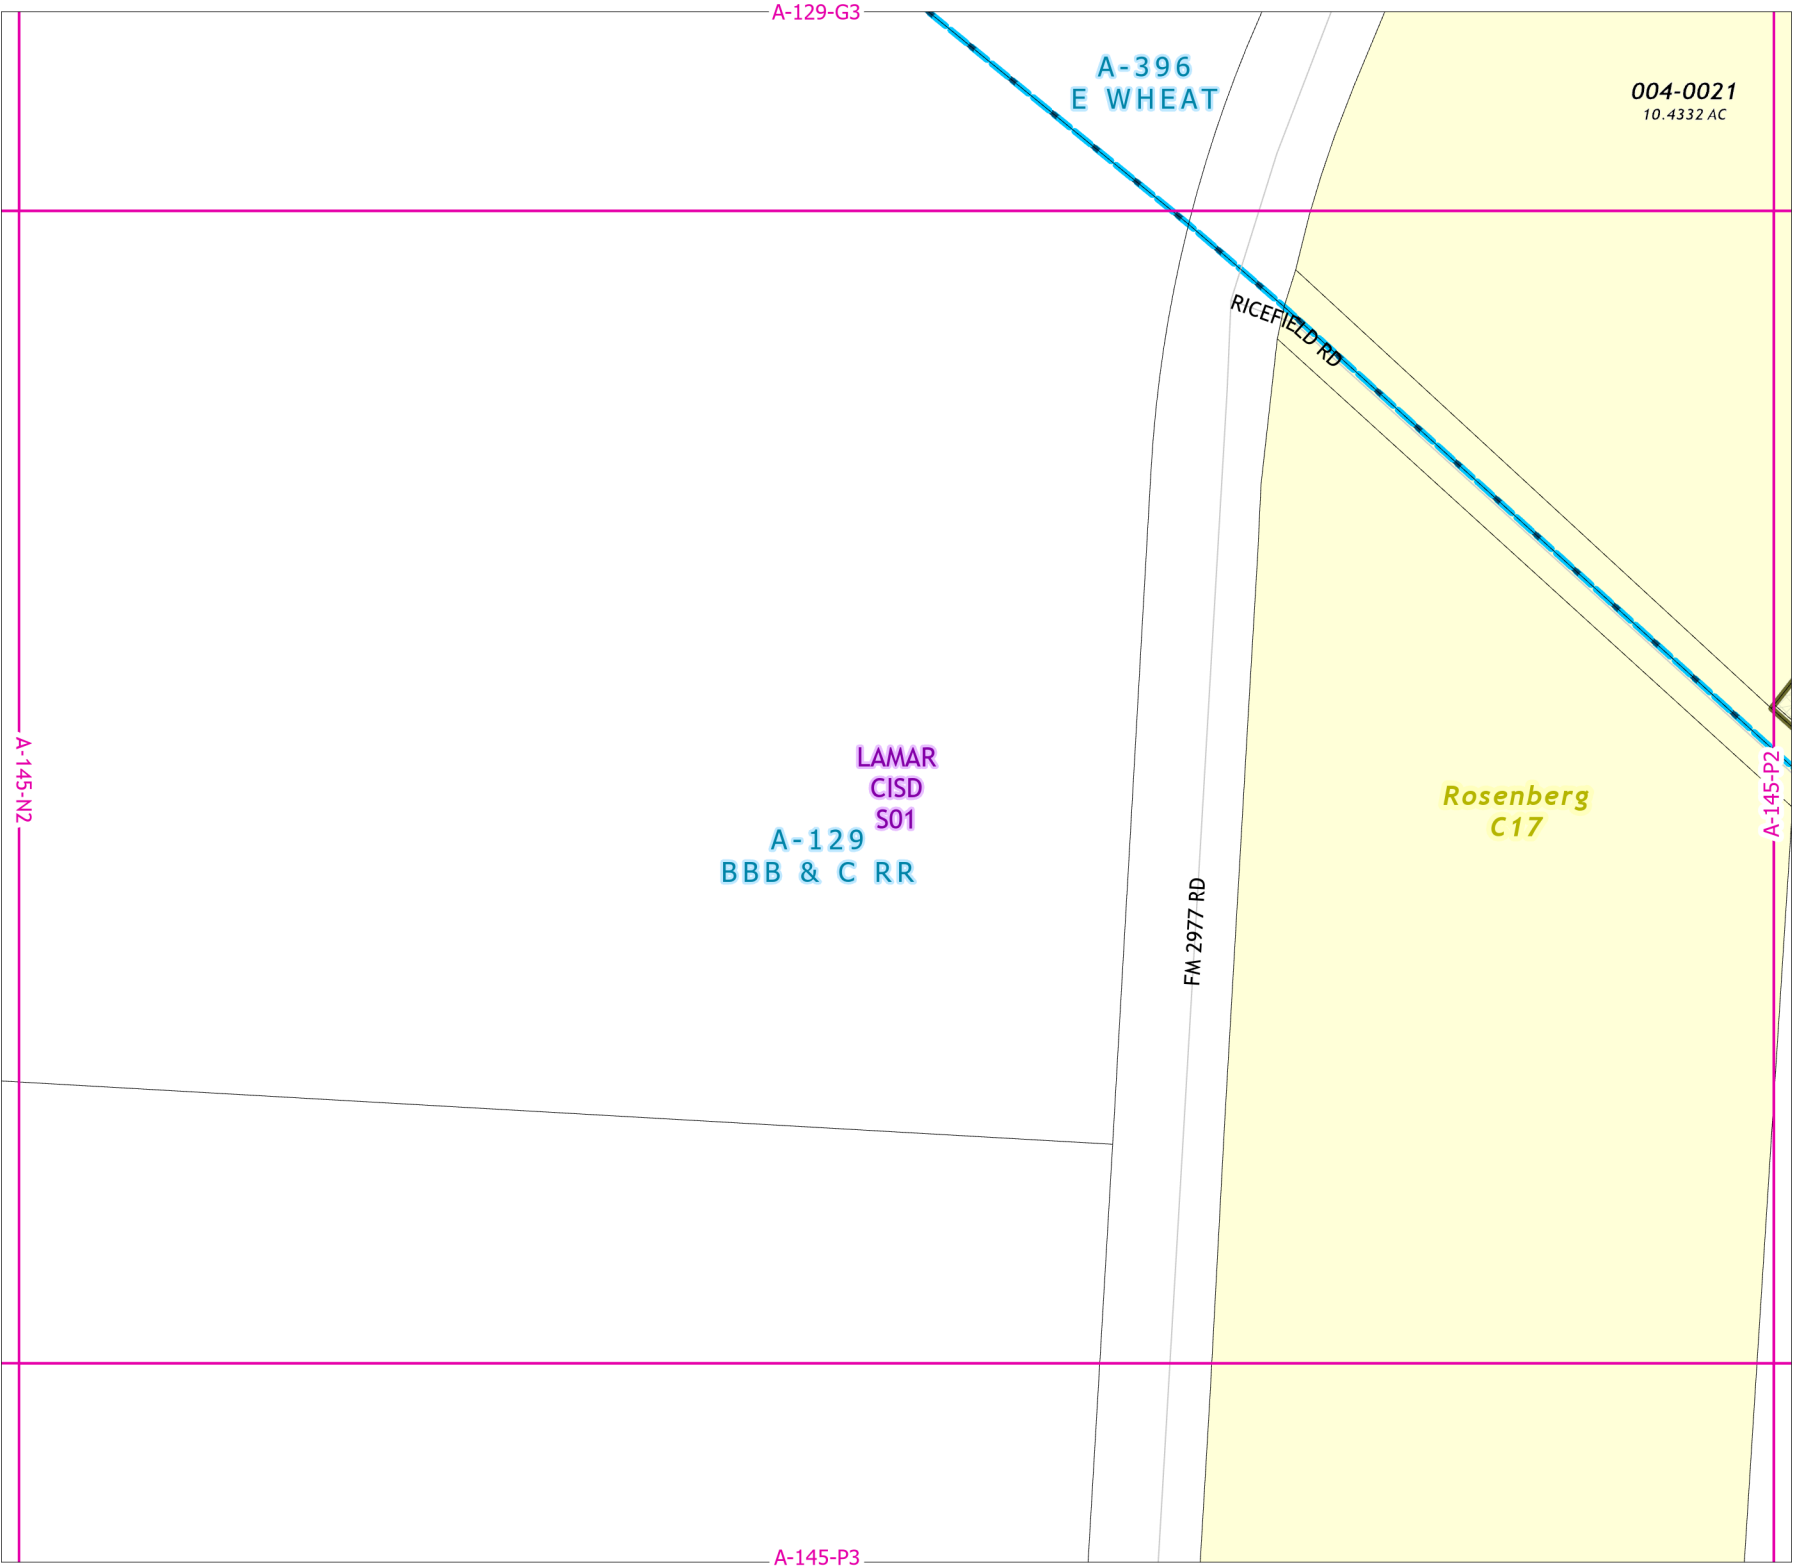 A-129-G3
A-396
E WHEAT
004-0021
10.4332 AC
RICEFIELD RD
A-145-N2
LAMAR
CISD
S01
A-129
BBB & C RR
Rosenberg
C17
A-145-P2
FM 2977 RD
A-145-P3